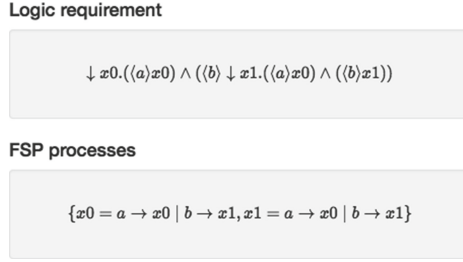 Logic requirement
↓ x0.(⟨a⟩x0) ∧ (⟨b⟩ ↓ x1.(⟨a⟩x0) ∧ (⟨b⟩x1))
FSP processes
{x0 = a → x0 | b → x1, x1 = a → x0 | b → x1}